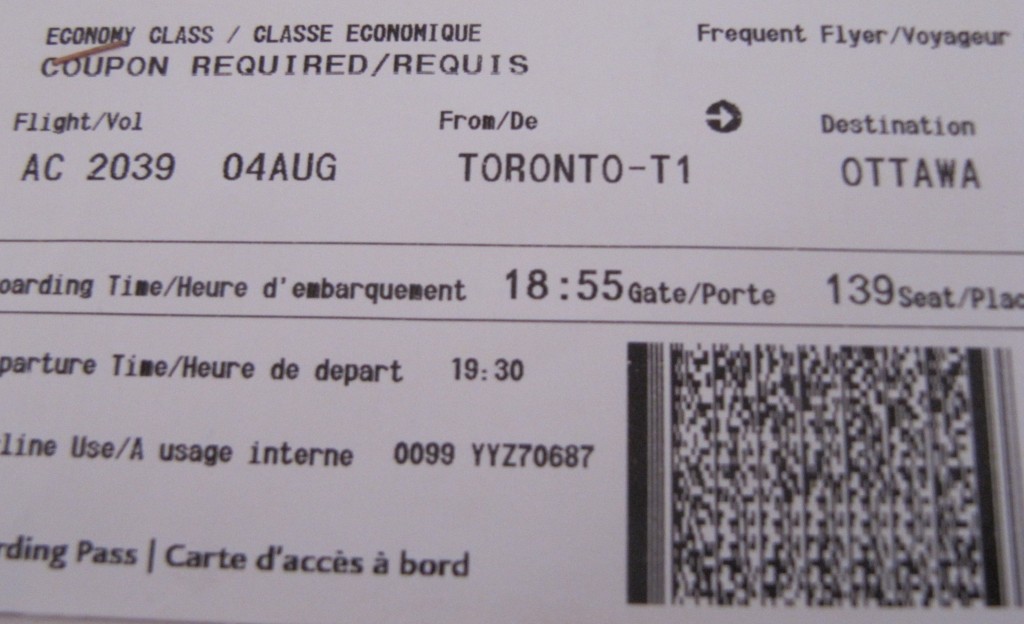 ECONOMY CLASS / CLASSE ECONOMIQUE Frequent Flyer/Voyageur
COUPON REQUIRED/REQUIS
Flight/Vol From/De Destination
AC 2039 04AUG TORONTO-T1 OTTAWA
oarding Time/Heure d'embarquement 18:55 Gate/Porte 139 Seat/Plac
parture Time/Heure de depart 19:30
line Use/A usage interne 0099 YYZ70687
rding Pass | Carte d'accès à bord